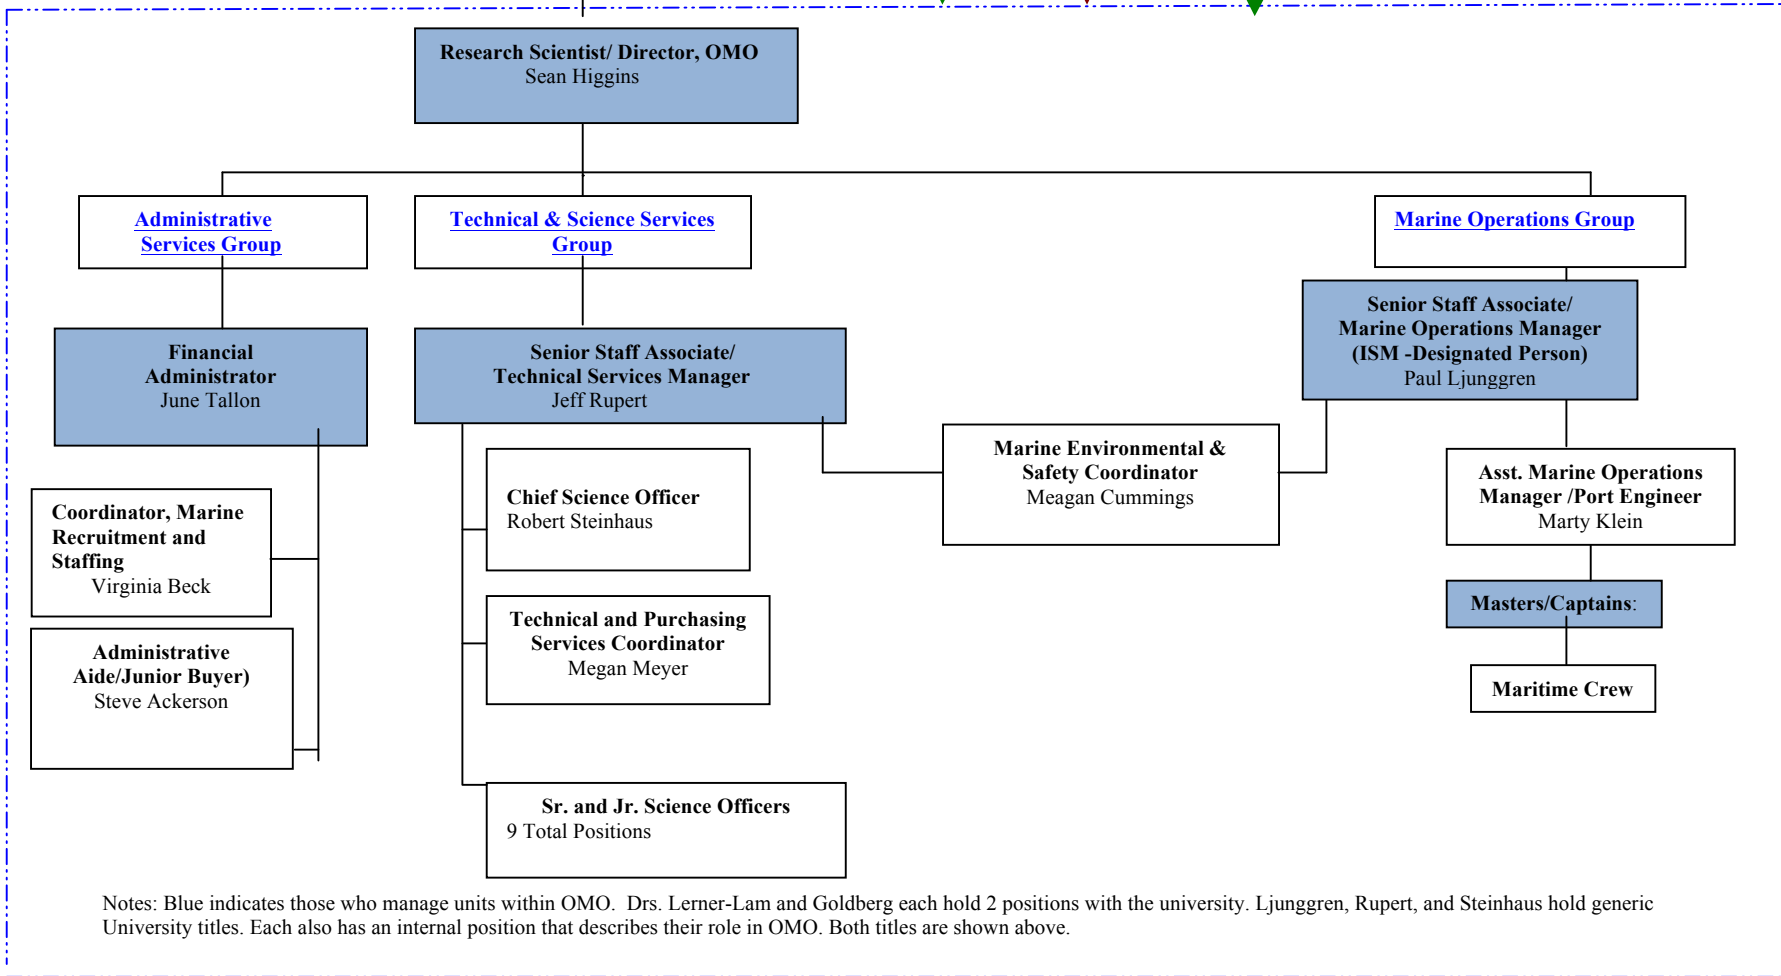 Research Scientist/ Director, OMO
Sean Higgins
Administrative
Services Group
Technical & Science Services
Group
Marine Operations Group
Financial
Administrator
June Tallon
Senior Staff Associate/
Technical Services Manager
Jeff Rupert
Senior Staff Associate/
Marine Operations Manager
(ISM -Designated Person)
Paul Ljunggren
Coordinator, Marine
Recruitment and
Staffing
Virginia Beck
Administrative
Aide/Junior Buyer)
Steve Ackerson
Chief Science Officer
Robert Steinhaus
Technical and Purchasing
Services Coordinator
Megan Meyer
Sr. and Jr. Science Officers
9 Total Positions
Marine Environmental &
Safety Coordinator
Meagan Cummings
Asst. Marine Operations
Manager /Port Engineer
Marty Klein
Masters/Captains:
Maritime Crew
Notes: Blue indicates those who manage units within OMO.  Drs. Lerner-Lam and Goldberg each hold 2 positions with the university. Ljunggren, Rupert, and Steinhaus hold generic
University titles. Each also has an internal position that describes their role in OMO. Both titles are shown above.